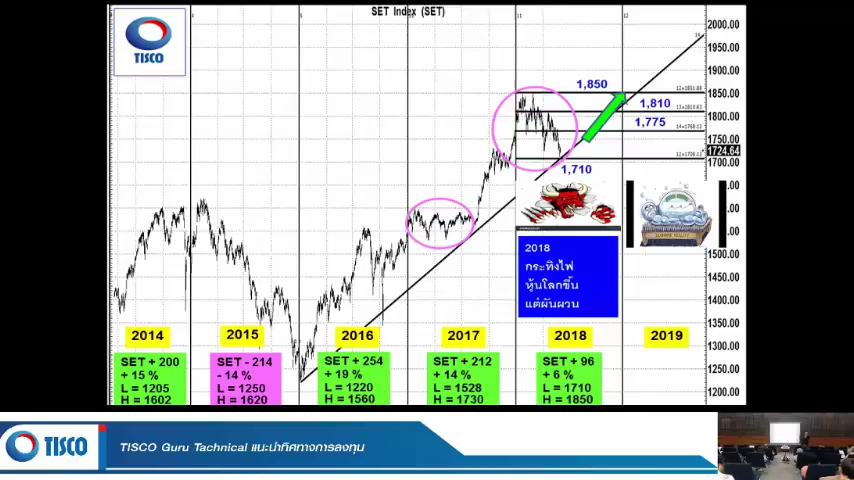 SET Index (SET)
TISCO
2000.00
1950.00
1900.00
1850.00
1800.00
1750.00
1724.64
1700.00
1500.00
1450.00
1400.00
1350.00
1300.00
1250.00
1200.00
11
12
1,850
1,810
1,775
1,710
2018
กระทิงไฟ
หุ้นโลกขึ้น
แต่ผันผวน
2014
2015
2016
2017
2018
2019
SET + 200
+ 15 %
L = 1205
H = 1602
SET - 214
- 14 %
L = 1250
H = 1620
SET + 254
+ 19 %
L = 1220
H = 1560
SET + 212
+ 14 %
L = 1528
H = 1730
SET + 96
+ 6 %
L = 1710
H = 1850
TISCO
TISCO Guru Tachnical แนะนำทิศทางการลงทุน